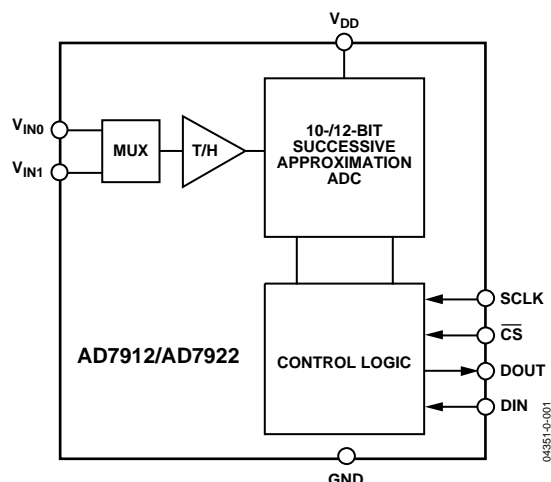 VDD
VIN0
VIN1
MUX
T/H
10-/12-BIT
SUCCESSIVE
APPROXIMATION
ADC
SCLK
CS
DOUT
DIN
AD7912/AD7922
CONTROL LOGIC
GND
04351-0-001